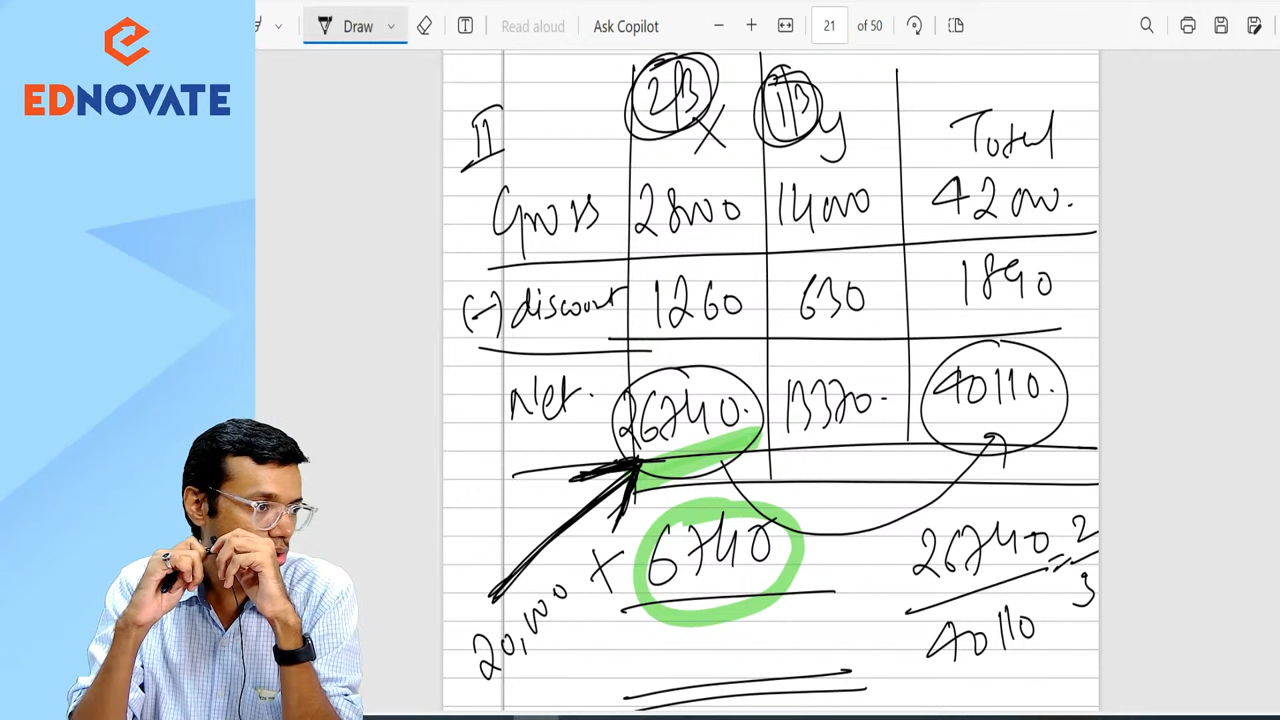 Draw
Read aloud
Ask Copilot
21 of 50
EDNOVATE
2/3 1/3
II X Y Total
Gross 28000 14000 42000.
(-) discount 1260 630 1890
Net. 26740. 13370. 40110.
20,000 + 6740
26740 = 2
40110 3